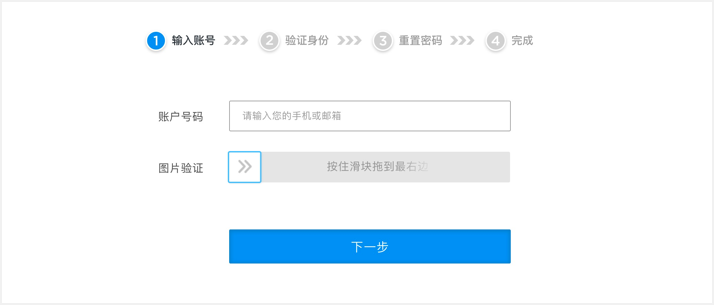 1 输入账号 2 验证身份 3 重置密码 4 完成
账户号码 请输入您的手机或邮箱
图片验证 按住滑块拖到最右边
下一步